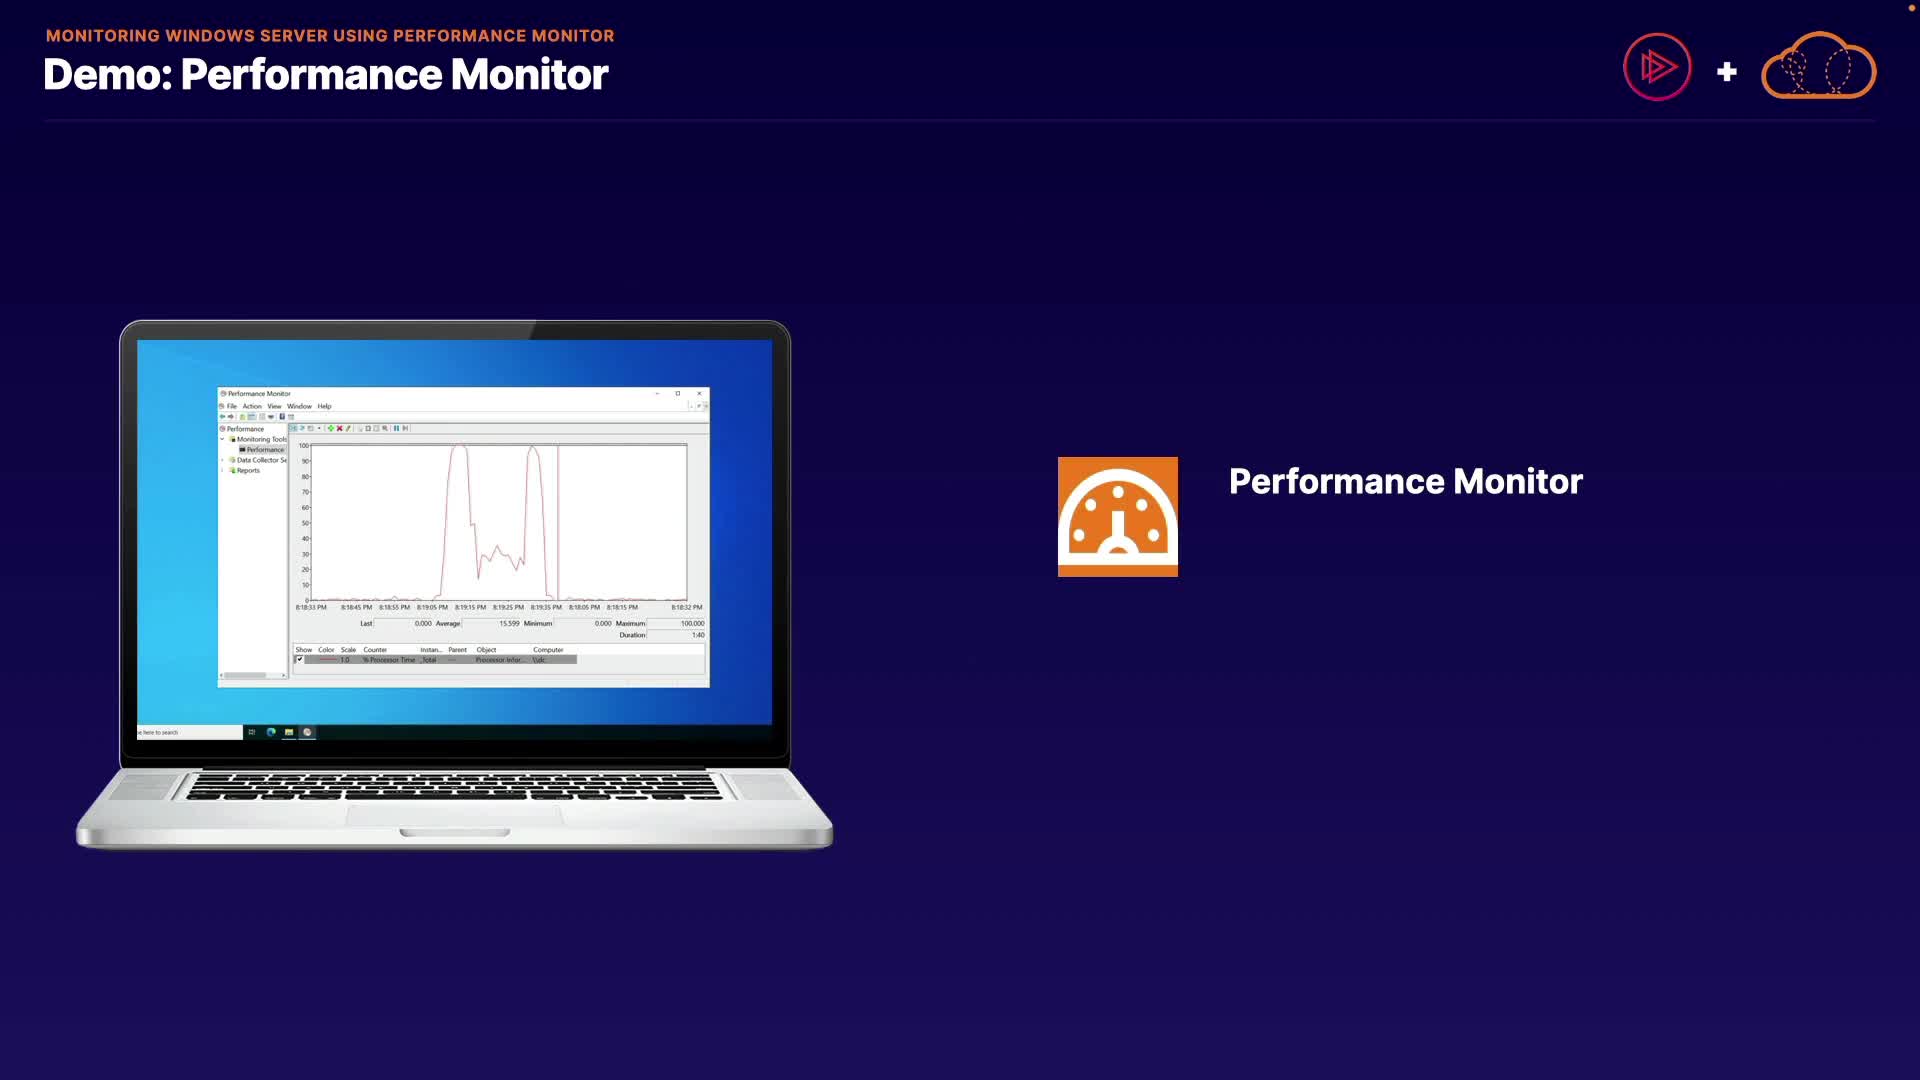 MONITORING WINDOWS SERVER USING PERFORMANCE MONITOR
Demo: Performance Monitor
Performance Monitor
File Action View Window Help
Performance
Monitoring Tools
Performance
Data Collector Se
Reports
100
90
80
70
60
50
40
30
20
10
0
8:18:33 PM 8:18:45 PM 8:18:55 PM 8:19:05 PM 8:19:15 PM 8:19:25 PM 8:19:35 PM 8:18:05 PM 8:18:15 PM 8:18:32 PM
Last 0.000 Average 15.599 Minimum 0.000 Maximum 100.000
Duration 1:40
Show Color Scale Counter Instan... Parent Object Computer
1.0 % Processor Time _Total --- Processor Infor... \\dc
e here to search
Performance Monitor